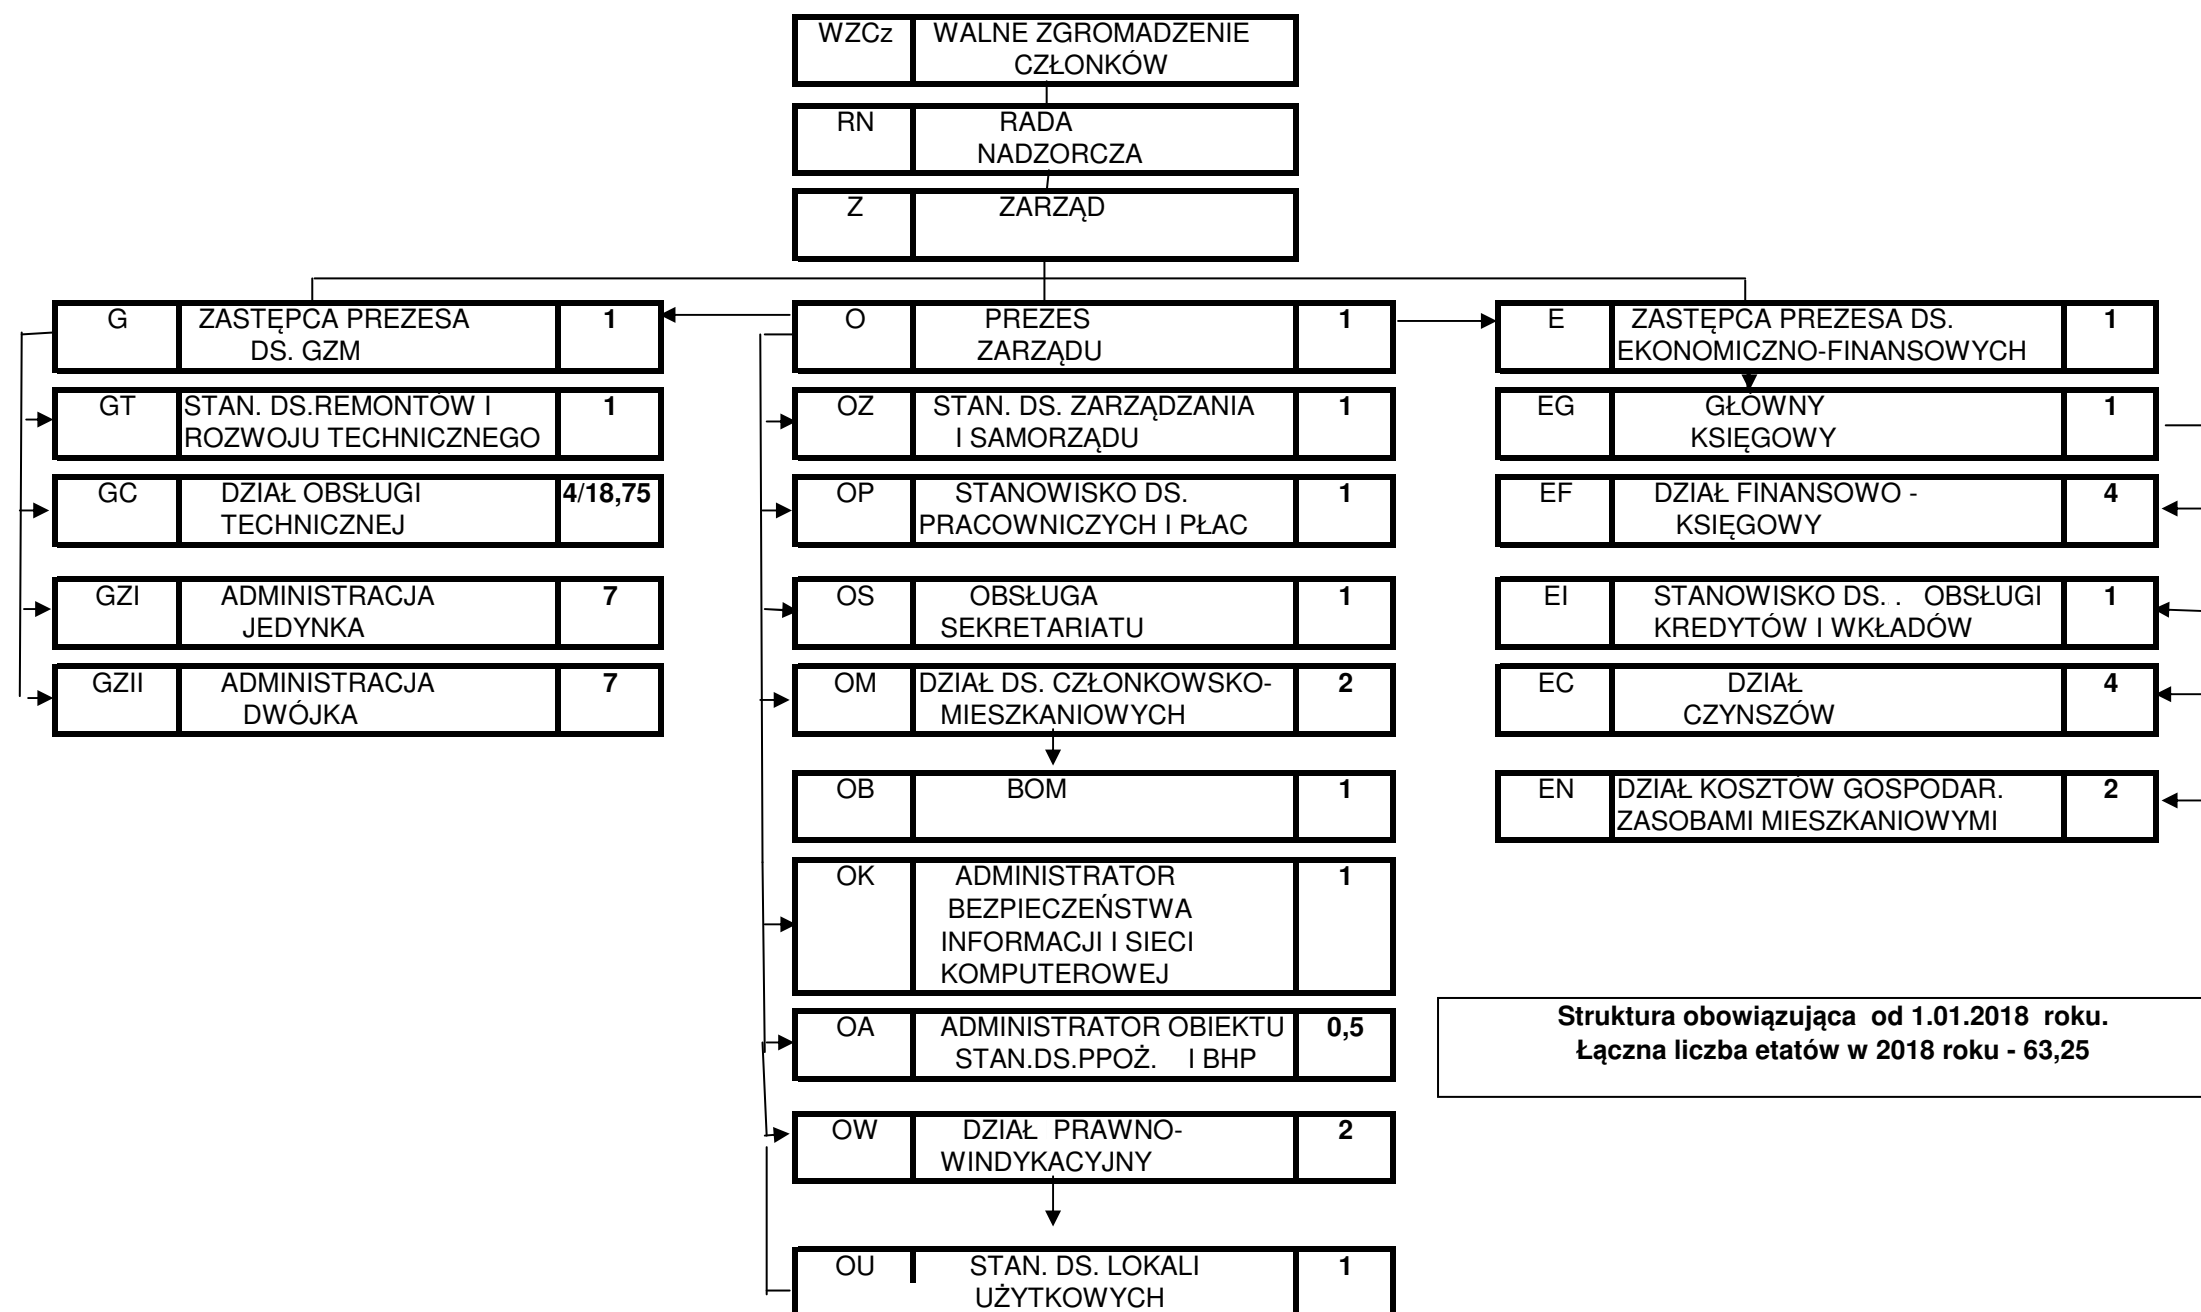 WZCz WALNE ZGROMADZENIE
CZŁONKÓW
RN RADA
NADZORCZA
Z ZARZĄD
G ZASTĘPCA PREZESA 1
DS. GZM
GT STAN. DS.REMONTÓW I 1
ROZWOJU TECHNICZNEGO
GC DZIAŁ OBSŁUGI 4/18,75
TECHNICZNEJ
GZI ADMINISTRACJA 7
JEDYNKA
GZII ADMINISTRACJA 7
DWÓJKA
O PREZES 1
ZARZĄDU
OZ STAN. DS. ZARZĄDZANIA 1
I SAMORZĄDU
OP STANOWISKO DS. 1
PRACOWNICZYCH I PŁAC
OS OBSŁUGA 1
SEKRETARIATU
OM DZIAŁ DS. CZŁONKOWSKO- 2
MIESZKANIOWYCH
OB BOM 1
OK ADMINISTRATOR 1
BEZPIECZEŃSTWA
INFORMACJI I SIECI
KOMPUTEROWEJ
OA ADMINISTRATOR OBIEKTU 0,5
STAN.DS.PPOŻ. I BHP
OW DZIAŁ PRAWNO- 2
WINDYKACYJNY
OU STAN. DS. LOKALI 1
UŻYTKOWYCH
E ZASTĘPCA PREZESA DS. 1
EKONOMICZNO-FINANSOWYCH
EG GŁÓWNY 1
KSIĘGOWY
EF DZIAŁ FINANSOWO - 4
KSIĘGOWY
EI STANOWISKO DS. . OBSŁUGI 1
KREDYTÓW I WKŁADÓW
EC DZIAŁ 4
CZYNSZÓW
EN DZIAŁ KOSZTÓW GOSPODAR. 2
ZASOBAMI MIESZKANIOWYMI
Struktura obowiązująca od 1.01.2018 roku.
Łączna liczba etatów w 2018 roku - 63,25